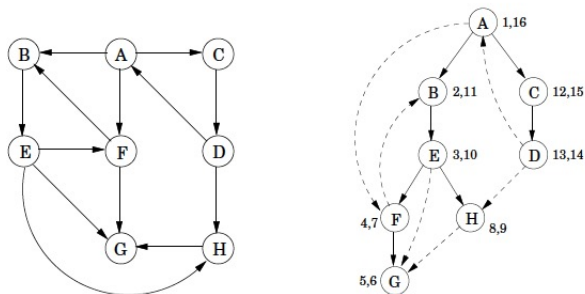 B A C
E F D
G H
A 1,16
B 2,11 C 12,15
E 3,10 D 13,14
F H
4,7 8,9
5,6 G